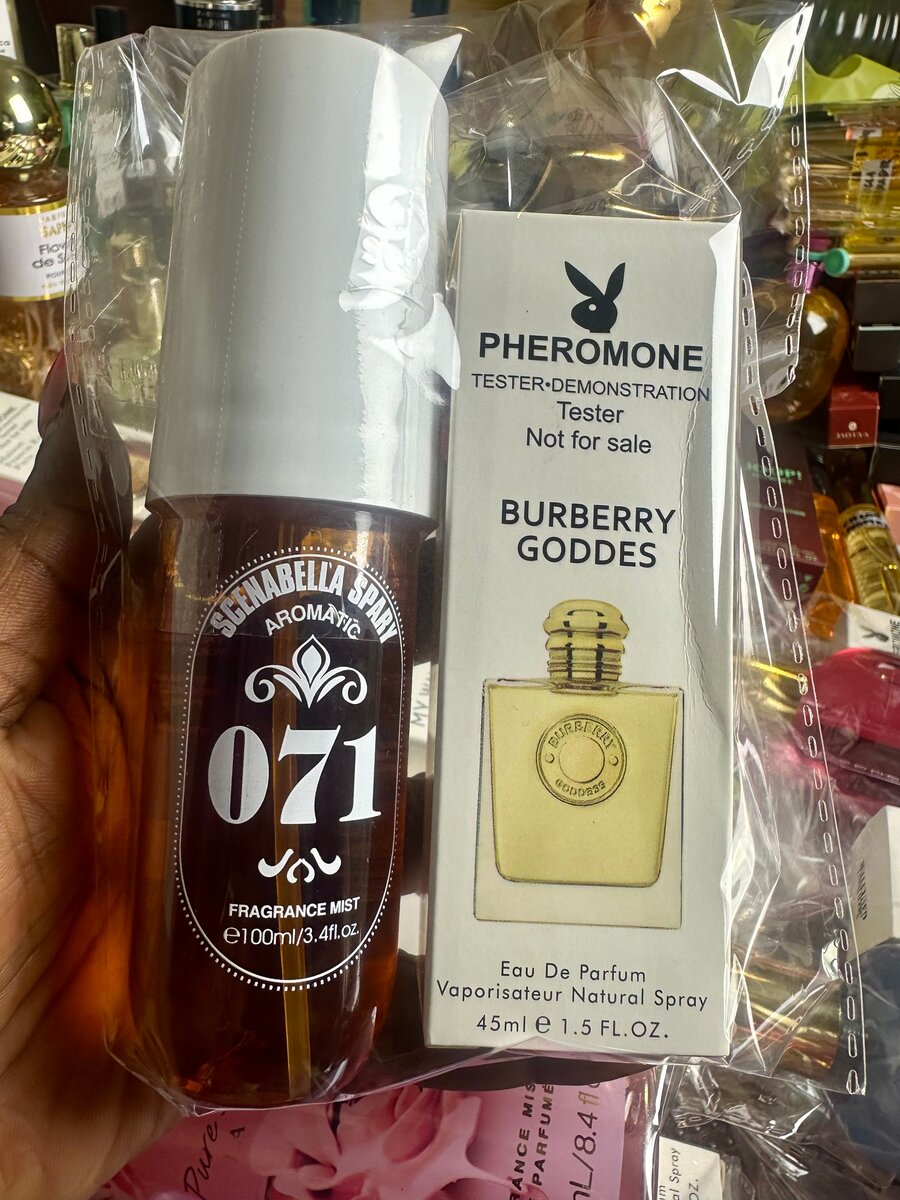 SCENABELLA SPARY
AROMATIC
071
FRAGRANCE MIST
℮100ml/3.4fl.oz.
PHEROMONE
TESTER•DEMONSTRATION
Tester
Not for sale
BURBERRY
GODDES
BURBERRY
GODDESS
Eau De Parfum
Vaporisateur Natural Spray
45ml ℮ 1.5 FL.OZ.
Pure